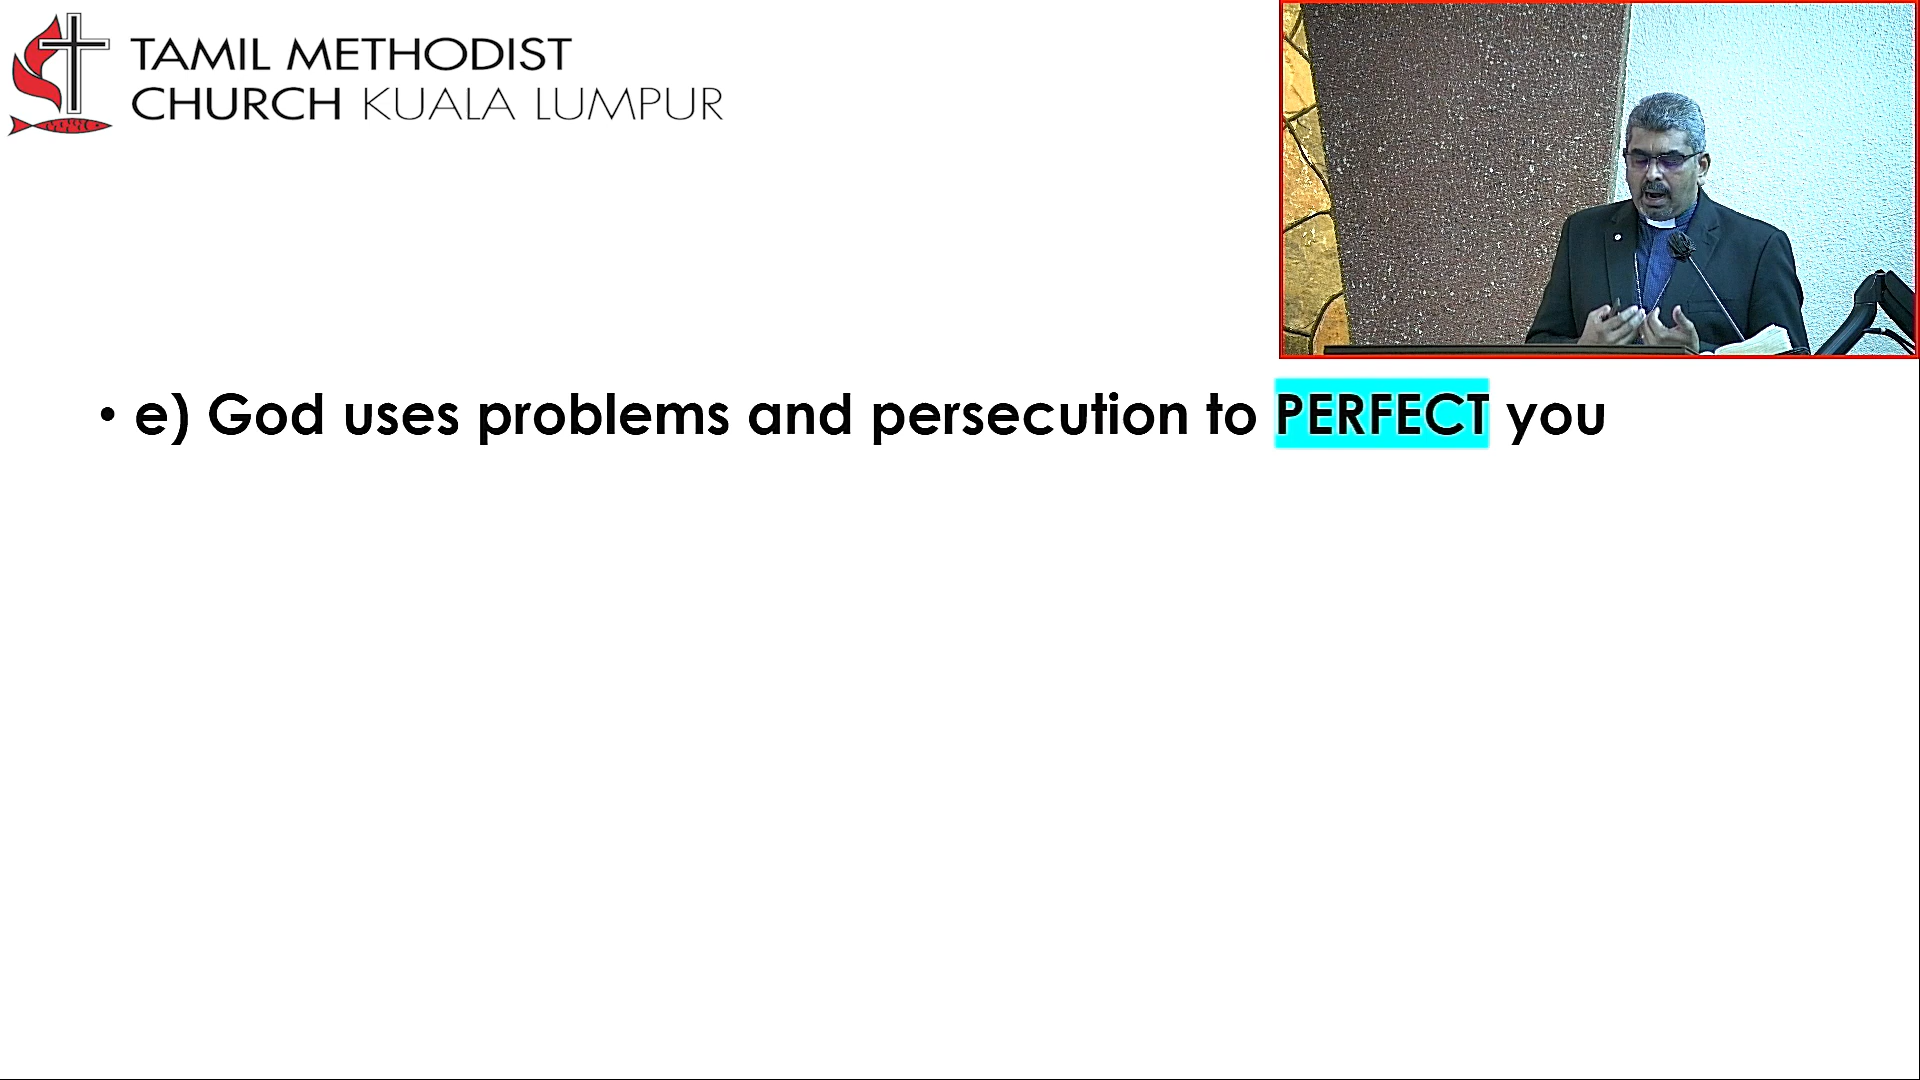 TAMIL METHODIST
CHURCH KUALA LUMPUR
• e) God uses problems and persecution to PERFECT you